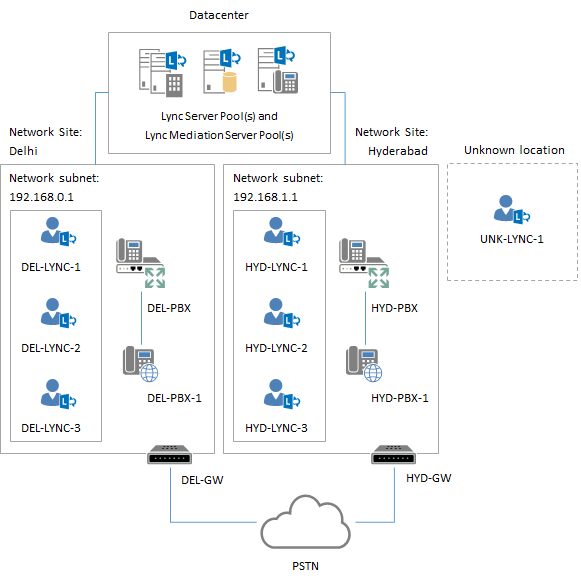 Datacenter
Lync Server Pool(s) and
Lync Mediation Server Pool(s)
Network Site:
Delhi
Network Site:
Hyderabad
Unknown location
Network subnet:
192.168.0.1
Network subnet:
192.168.1.1
UNK-LYNC-1
DEL-LYNC-1
DEL-PBX
DEL-LYNC-2
DEL-PBX-1
DEL-LYNC-3
HYD-LYNC-1
HYD-PBX
HYD-LYNC-2
HYD-PBX-1
HYD-LYNC-3
DEL-GW
HYD-GW
PSTN